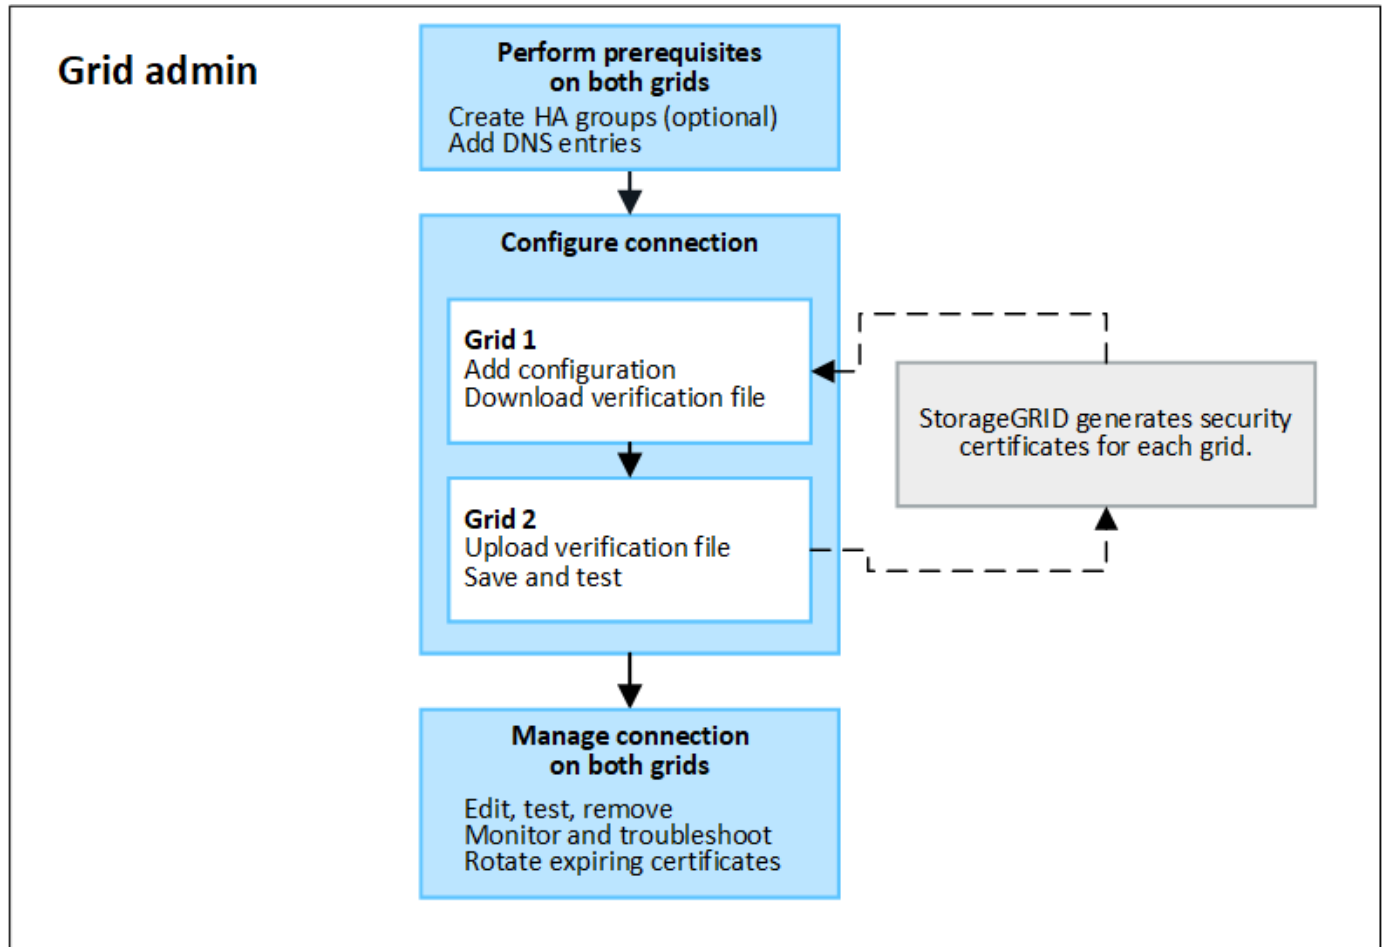 Grid admin
Perform prerequisites
on both grids
Create HA groups (optional)
Add DNS entries
Configure connection
Grid 1
Add configuration
Download verification file
StorageGRID generates security
certificates for each grid.
Grid 2
Upload verification file
Save and test
Manage connection
on both grids
Edit, test, remove
Monitor and troubleshoot
Rotate expiring certificates